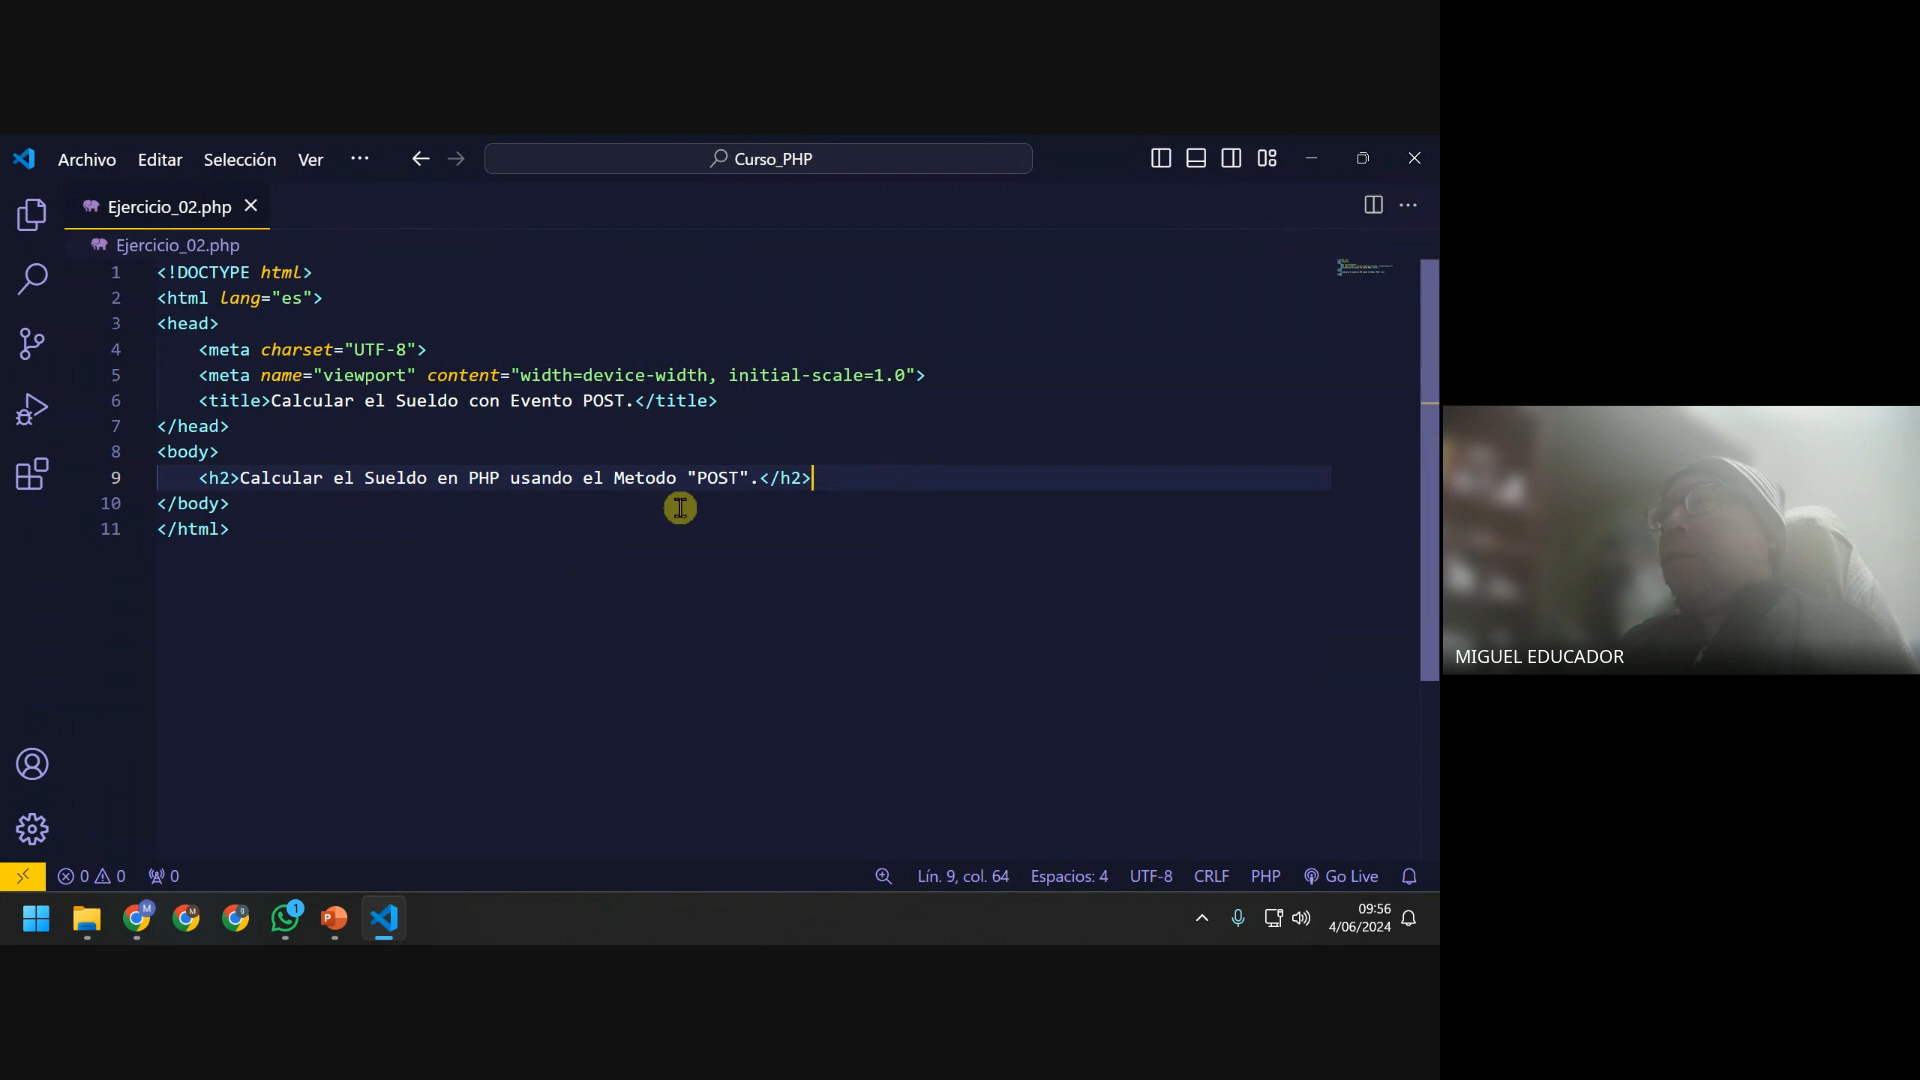 Archivo Editar Selección Ver ··· Curso_PHP
Ejercicio_02.php
Ejercicio_02.php
1 <!DOCTYPE html>
2 <html lang="es">
3 <head>
4 <meta charset="UTF-8">
5 <meta name="viewport" content="width=device-width, initial-scale=1.0">
6 <title>Calcular el Sueldo con Evento POST.</title>
7 </head>
8 <body>
9 <h2>Calcular el Sueldo en PHP usando el Metodo "POST".</h2>
10 </body>
11 </html>
MIGUEL EDUCADOR
0 0 0 Lín. 9, col. 64 Espacios: 4 UTF-8 CRLF PHP Go Live
M M 9 1 P 09:56
4/06/2024